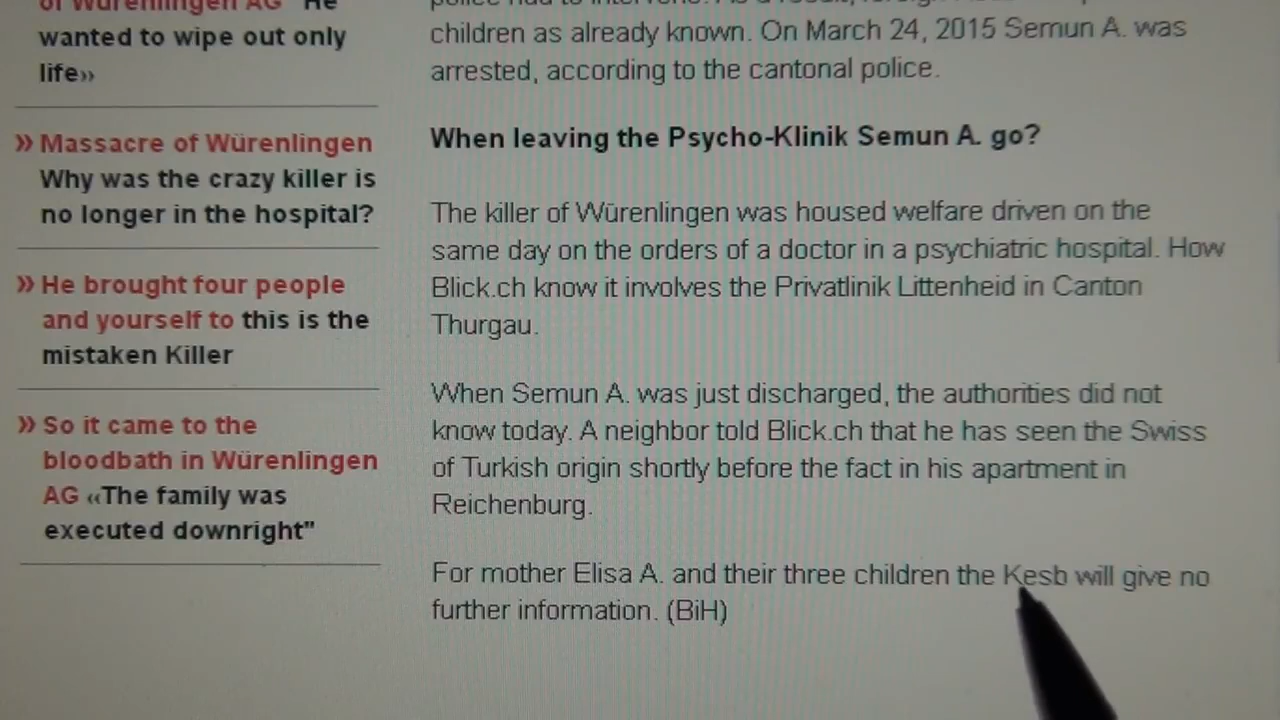 of Würenlingen AG "He
wanted to wipe out only
life»
» Massacre of Würenlingen
Why was the crazy killer is
no longer in the hospital?
» He brought four people
and yourself to this is the
mistaken Killer
» So it came to the
bloodbath in Würenlingen
AG «The family was
executed downright"
children as already known. On March 24, 2015 Semun A. was
arrested, according to the cantonal police.
When leaving the Psycho-Klinik Semun A. go?
The killer of Würenlingen was housed welfare driven on the
same day on the orders of a doctor in a psychiatric hospital. How
Blick.ch know it involves the Privatlinik Littenheid in Canton
Thurgau.
When Semun A. was just discharged, the authorities did not
know today. A neighbor told Blick.ch that he has seen the Swiss
of Turkish origin shortly before the fact in his apartment in
Reichenburg.
For mother Elisa A. and their three children the Kesb will give no
further information. (BiH)